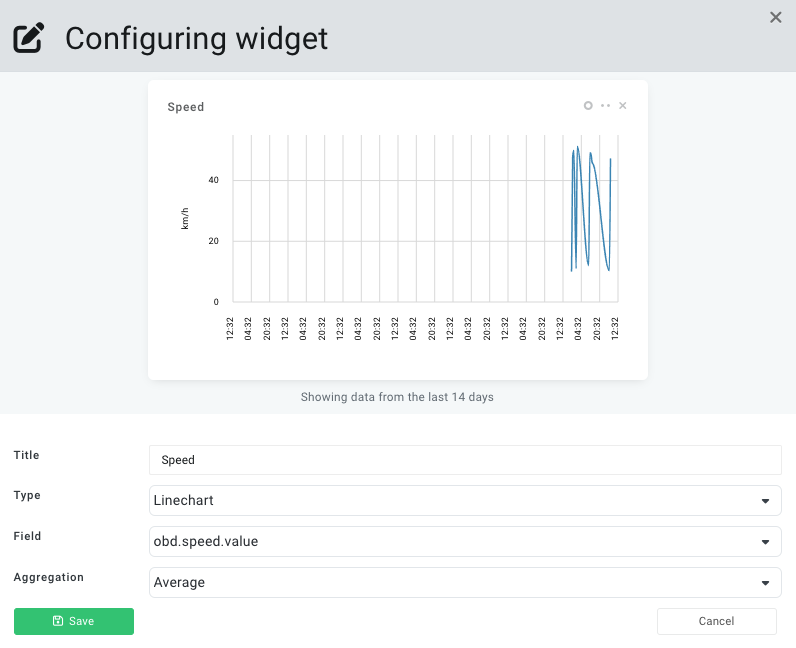 Configuring widget
Speed
km/h
40
20
0
12:32 04:32 20:32 12:32 04:32 20:32 12:32 04:32 20:32 12:32 04:32 20:32 12:32 04:32 20:32 12:32 04:32 20:32 12:32 04:32 20:32 12:32
Showing data from the last 14 days
Title
Speed
Type
Linechart
Field
obd.speed.value
Aggregation
Average
Save
Cancel